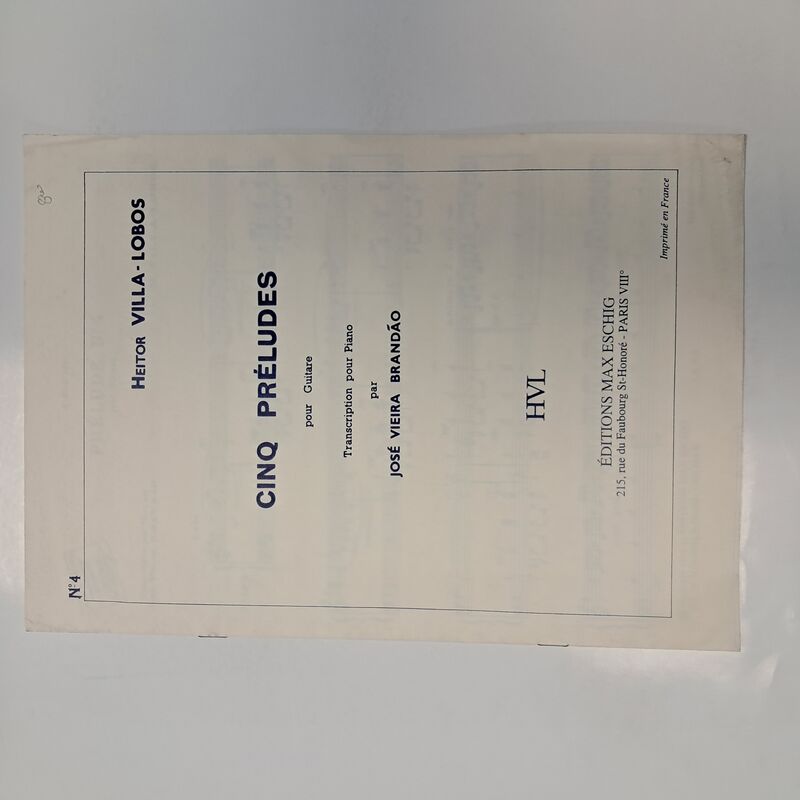 N° 4
HEITOR VILLA-LOBOS
CINQ PRÉLUDES
pour Guitare
Transcription pour Piano
par
JOSÉ VIEIRA BRANDÃO
HVL
ÉDITIONS MAX ESCHIG
215, rue du Faubourg St-Honoré - PARIS VIII°
Imprimé en France